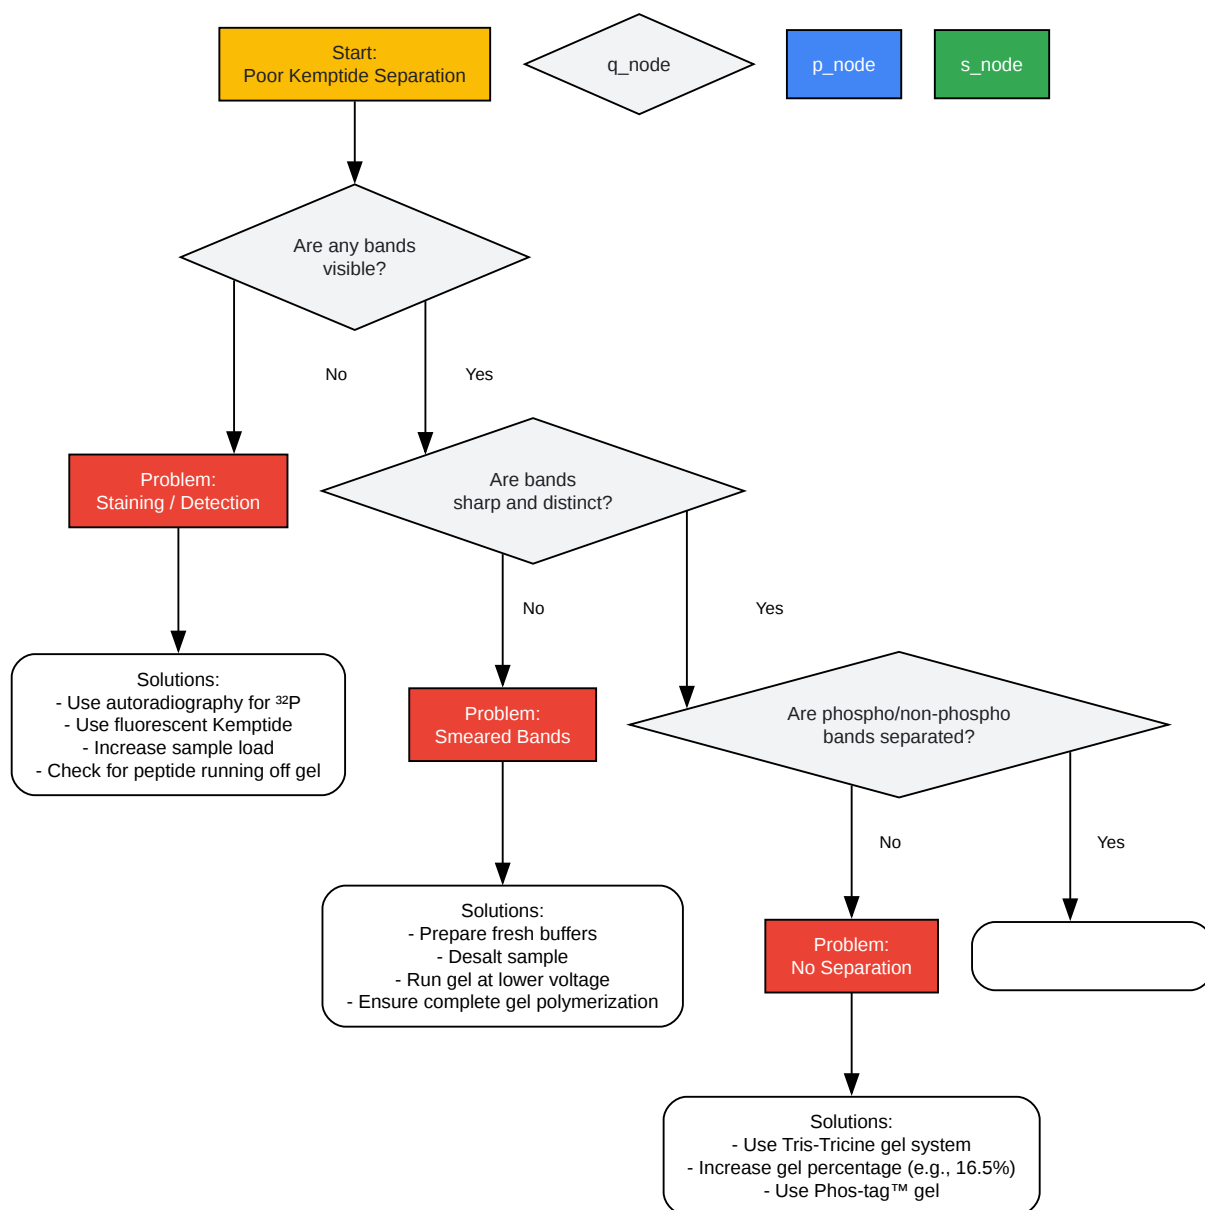 Start:
Poor Kemptide Separation
q_node
p_node
s_node
Are any bands
visible?
No
Yes
Problem:
Staining / Detection
Are bands
sharp and distinct?
No
Yes
Solutions:
- Use autoradiography for ³²P
- Use fluorescent Kemptide
- Increase sample load
- Check for peptide running off gel
Problem:
Smeared Bands
Are phospho/non-phospho
bands separated?
No
Yes
Solutions:
- Prepare fresh buffers
- Desalt sample
- Run gel at lower voltage
- Ensure complete gel polymerization
Problem:
No Separation
Solutions:
- Use Tris-Tricine gel system
- Increase gel percentage (e.g., 16.5%)
- Use Phos-tag™ gel